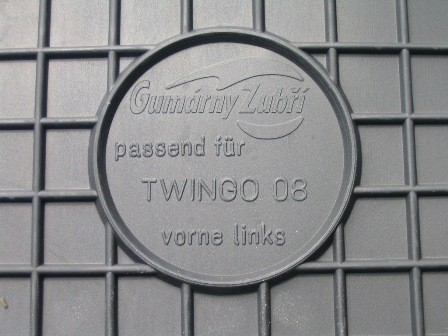 Gumárny Zubří
passend für
TWINGO 08
vorne links